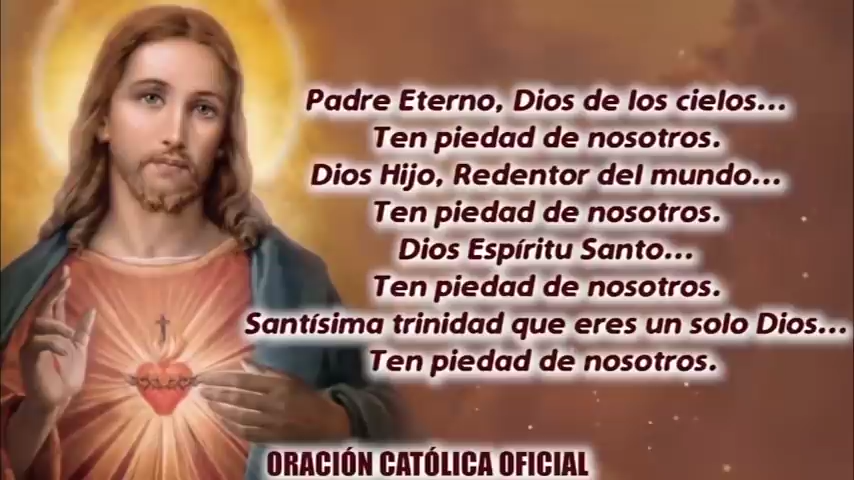 Padre Eterno, Dios de los cielos...
Ten piedad de nosotros.
Dios Hijo, Redentor del mundo...
Ten piedad de nosotros.
Dios Espíritu Santo...
Ten piedad de nosotros.
Santísima trinidad que eres un solo Dios...
Ten piedad de nosotros.
ORACIÓN CATÓLICA OFICIAL